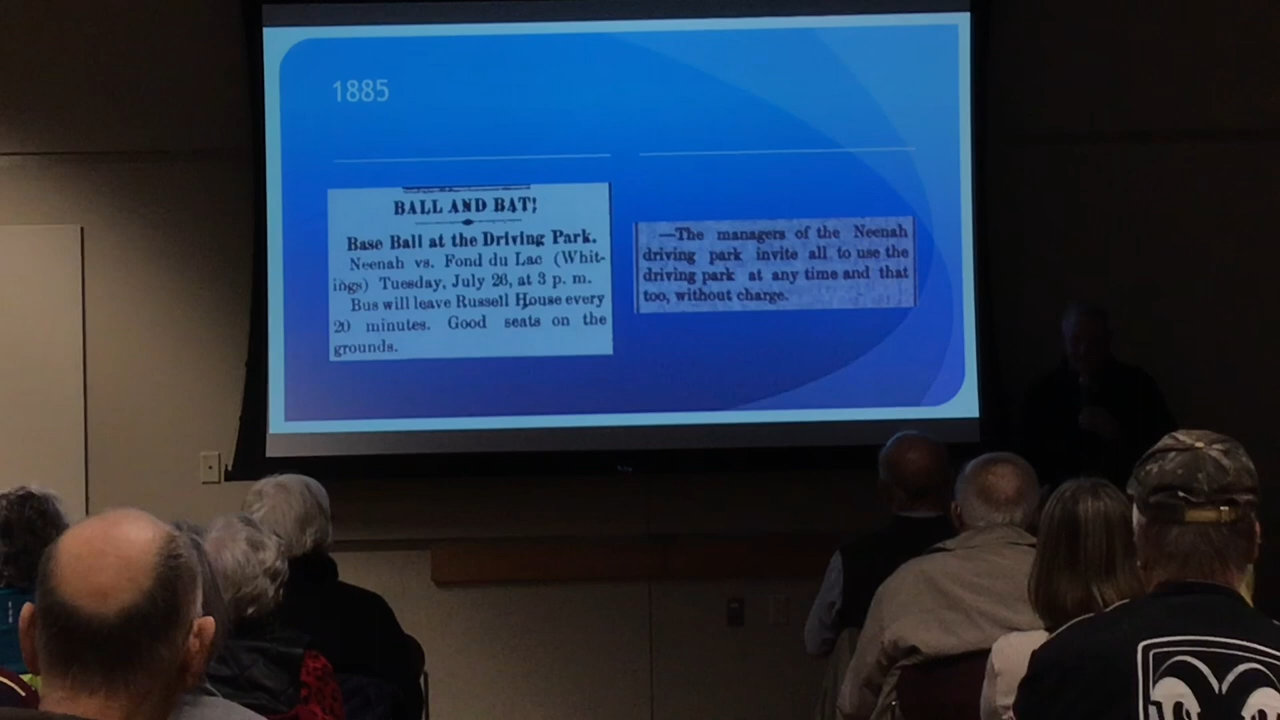 1885
BALL AND BAT!
Base Ball at the Driving Park.
Neenah vs. Fond du Lac (Whit-
ings) Tuesday, July 26, at 3 p. m.
Bus will leave Russell House every
20 minutes. Good seats on the
grounds.
—The managers of the Neenah
driving park invite all to use the
driving park at any time and that
too, without charge.